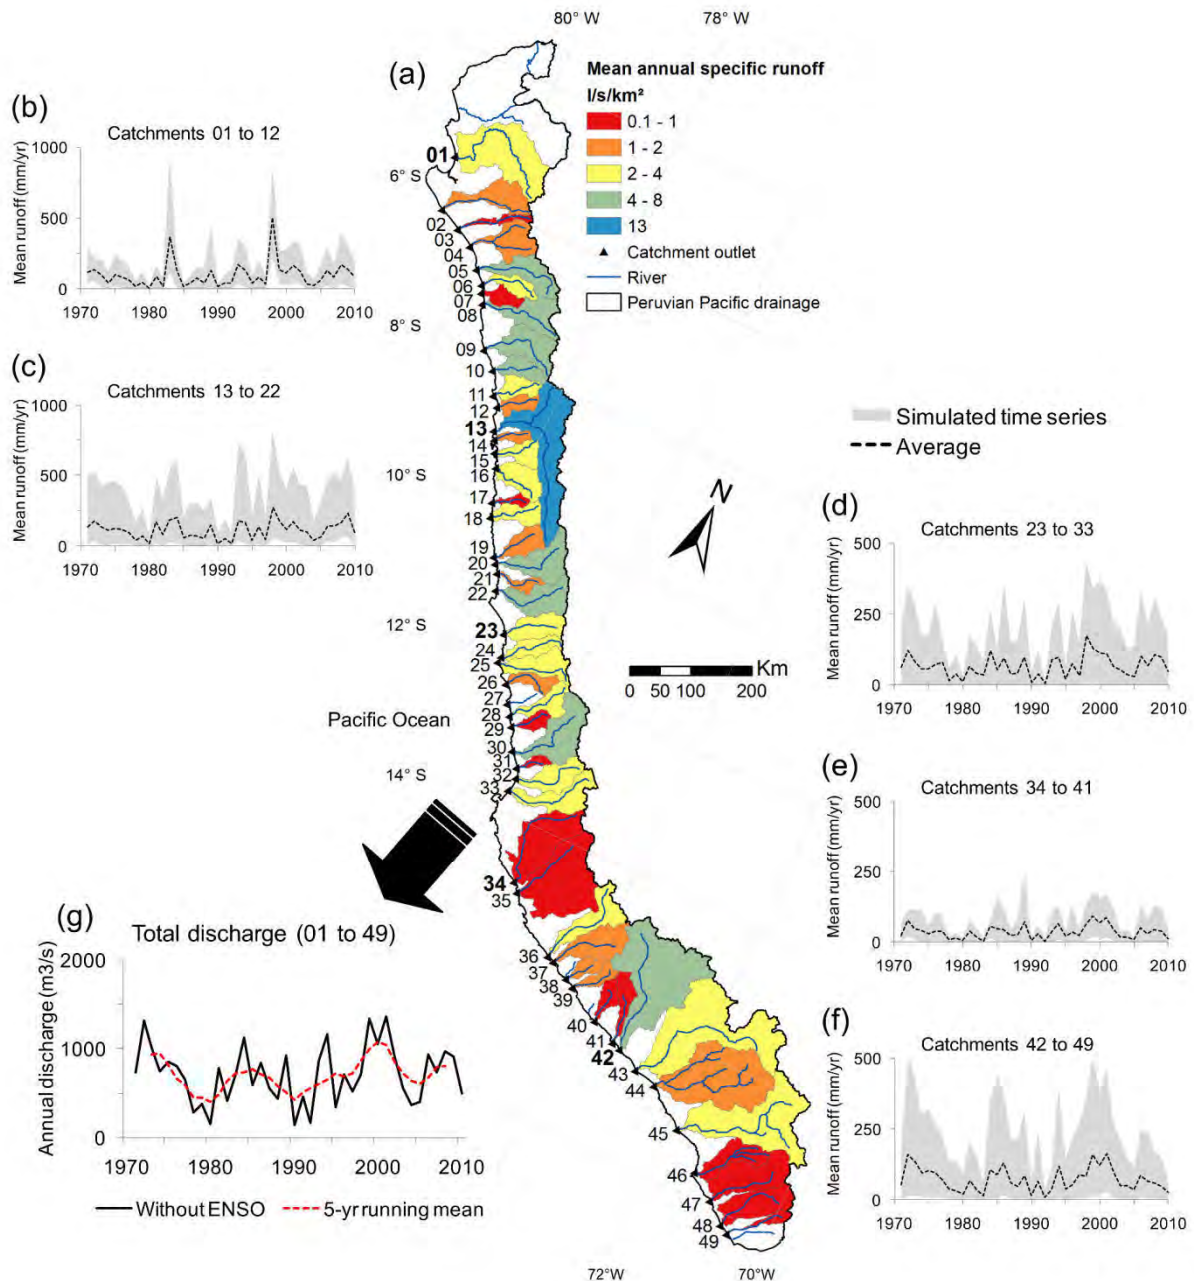 80° W
78° W
(a)
Mean annual specific runoff
l/s/km²
0.1 - 1
1 - 2
2 - 4
4 - 8
13
Catchment outlet
River
Peruvian Pacific drainage
(b)
Catchments 01 to 12
Mean runoff (mm/yr)
1000
500
0
1970
1980
1990
2000
2010
(c)
Catchments 13 to 22
Mean runoff (mm/yr)
1000
500
0
1970
1980
1990
2000
2010
6° S
8° S
10° S
12° S
14° S
Pacific Ocean
01
02
03
04
05
06
07
08
09
10
11
12
13
14
15
16
17
18
19
20
21
22
23
24
25
26
27
28
29
30
31
32
33
34
35
36
37
38
39
40
41
42
43
44
45
46
47
48
49
N
Km
0 50 100 200
Simulated time series
Average
(d)
Catchments 23 to 33
Mean runoff (mm/yr)
500
250
0
1970
1980
1990
2000
2010
(e)
Catchments 34 to 41
Mean runoff (mm/yr)
500
250
0
1970
1980
1990
2000
2010
(f)
Catchments 42 to 49
Mean runoff (mm/yr)
500
250
0
1970
1980
1990
2000
2010
(g)
Total discharge (01 to 49)
Annual discharge (m3/s)
2000
1000
0
1970
1980
1990
2000
2010
Without ENSO
5-yr running mean
72°W
70°W